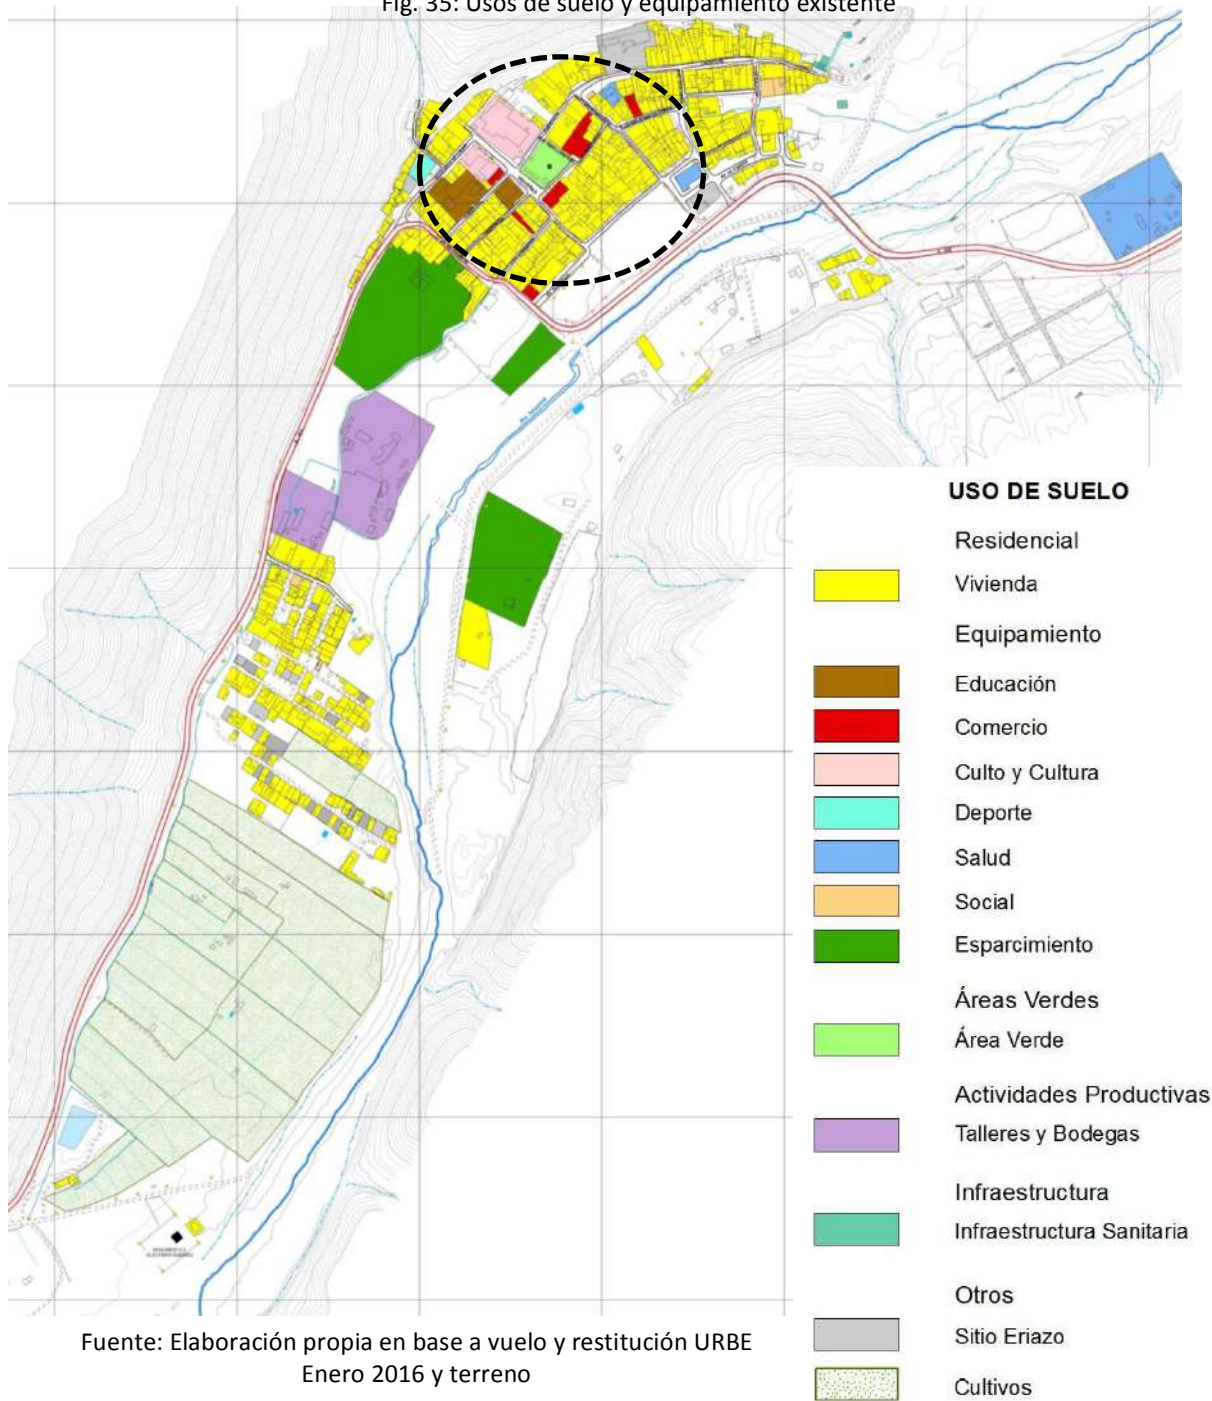 Fig. 35: Usos de suelo y equipamiento existente
USO DE SUELO
Residencial
Vivienda
Equipamiento
Educación
Comercio
Culto y Cultura
Deporte
Salud
Social
Esparcimiento
Áreas Verdes
Área Verde
Actividades Productivas
Talleres y Bodegas
Infraestructura
Infraestructura Sanitaria
Otros
Sitio Eriazo
Cultivos
Fuente: Elaboración propia en base a vuelo y restitución URBE
Enero 2016 y terreno